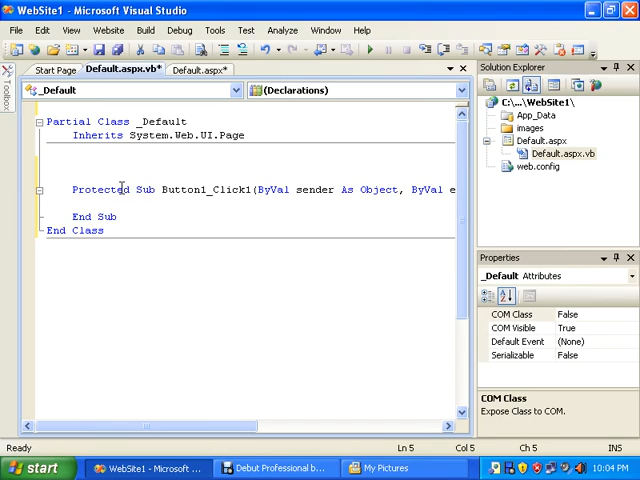 WebSite1 - Microsoft Visual Studio
File Edit View Website Build Debug Tools Test Analyze Window Help
Toolbox
Start Page Default.aspx.vb* Default.aspx*
_Default (Declarations)
Partial Class _Default
Inherits System.Web.UI.Page
Protected Sub Button1_Click1(ByVal sender As Object, ByVal e
End Sub
End Class
Solution Explorer
C:\...\WebSite1\
App_Data
images
Default.aspx
Default.aspx.vb
web.config
Properties
_Default Attributes
COM Class False
COM Visible True
Default Event (None)
Serializable False
COM Class
Expose Class to COM.
Ready Ln 5 Col 5 Ch 5 INS
start WebSite1 - Microsoft ... Debut Professional b... My Pictures 10:04 PM